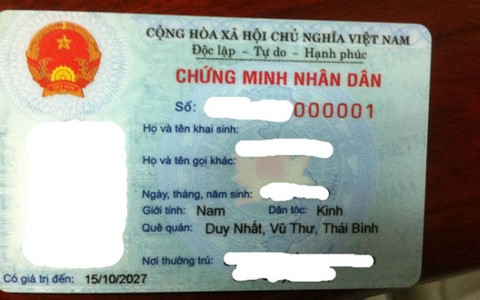 CỘNG HÒA XÃ HỘI CHỦ NGHĨA VIỆT NAM
Độc lập - Tự do - Hạnh phúc
CHỨNG MINH NHÂN DÂN
Số: 000001
Họ và tên khai sinh:
Họ và tên gọi khác:
Ngày, tháng, năm sinh:
Giới tính: Nam Dân tộc: Kinh
Quê quán: Duy Nhất, Vũ Thư, Thái Bình
Nơi thường trú:
Có giá trị đến: 15/10/2027